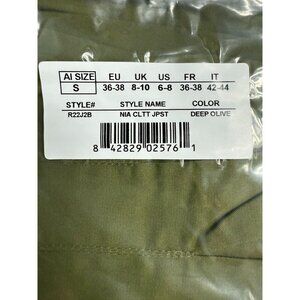 AI SIZE EU UK US FR IT
S 36-38 8-10 6-8 36-38 42-44
STYLE# STYLE NAME COLOR
R22J2B NIA CLTT JPST DEEP OLIVE
8 42829 02576 1